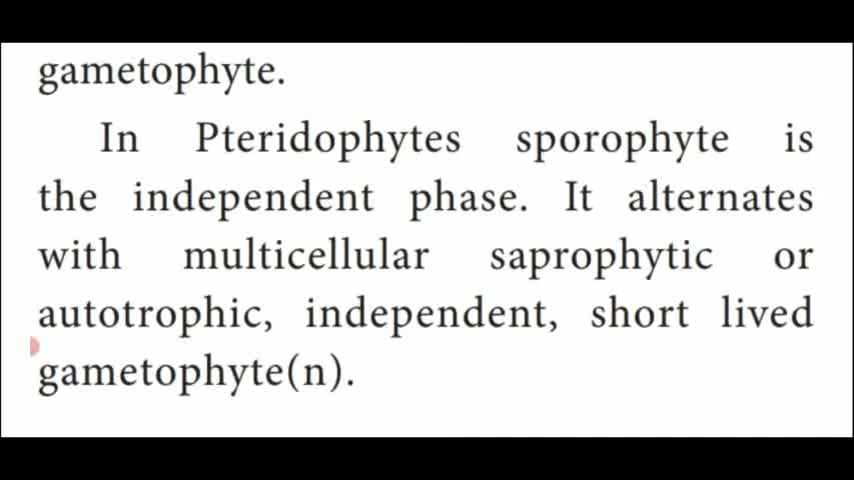 gametophyte.
In Pteridophytes sporophyte is
the independent phase. It alternates
with multicellular saprophytic or
autotrophic, independent, short lived
gametophyte(n).